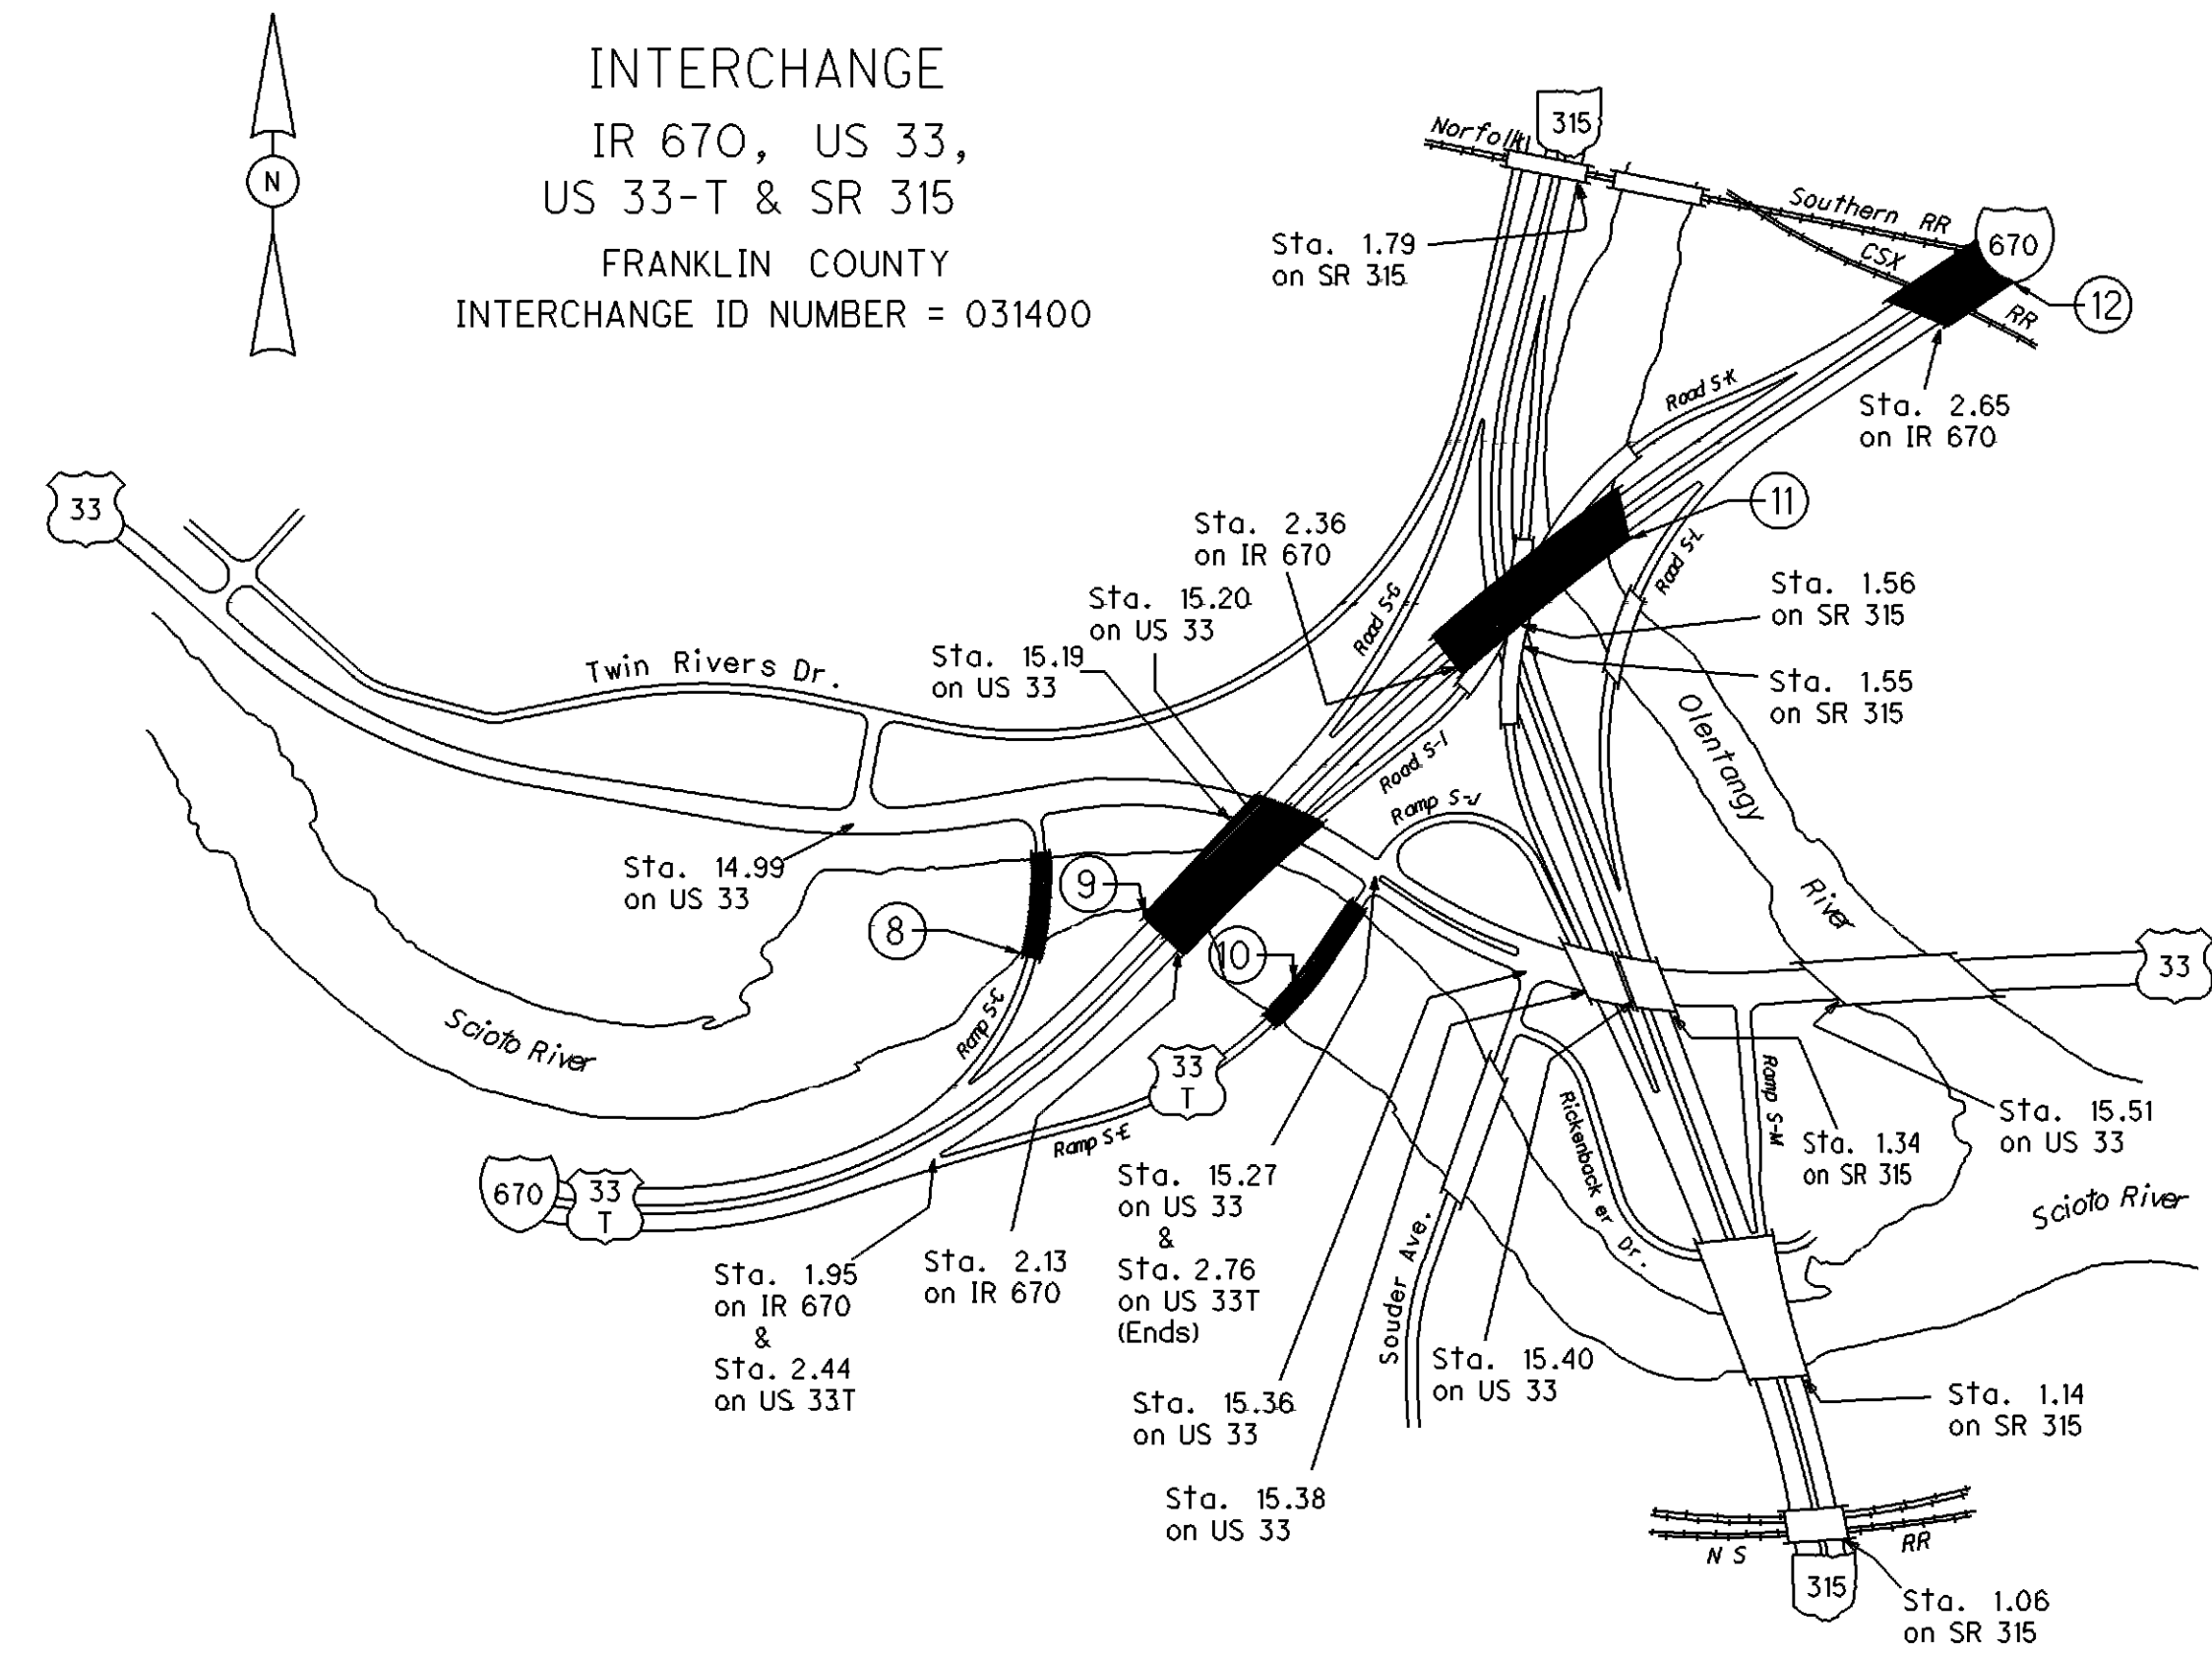 INTERCHANGE
IR 670, US 33,
US 33-T & SR 315
FRANKLIN COUNTY
INTERCHANGE ID NUMBER = 031400
N
315
Norfolk
Southern RR
670
CSX
RR
12
Sta. 1.79
on SR 315
Sta. 2.65
on IR 670
Road S-K
33
11
Sta. 2.36
on IR 670
Road S-L
Sta. 1.56
on SR 315
Sta. 15.20
on US 33
Road S-G
Twin Rivers Dr.
Sta. 15.19
on US 33
Sta. 1.55
on SR 315
Olentangy
River
Road S-I
Ramp S-J
Sta. 14.99
on US 33
9
8
10
33
Scioto River
Ramp S-C
33
T
Ramp S-E
Rickenback er Dr.
Ramp S-M
Sta. 1.34
on SR 315
Sta. 15.51
on US 33
Scioto River
670
33
T
Sta. 15.27
on US 33
&
Sta. 2.76
on US 33T
(Ends)
Sta. 1.95
on IR 670
&
Sta. 2.44
on US 33T
Sta. 2.13
on IR 670
Souder Ave.
Sta. 15.40
on US 33
Sta. 15.36
on US 33
Sta. 1.14
on SR 315
Sta. 15.38
on US 33
N S
RR
315
Sta. 1.06
on SR 315